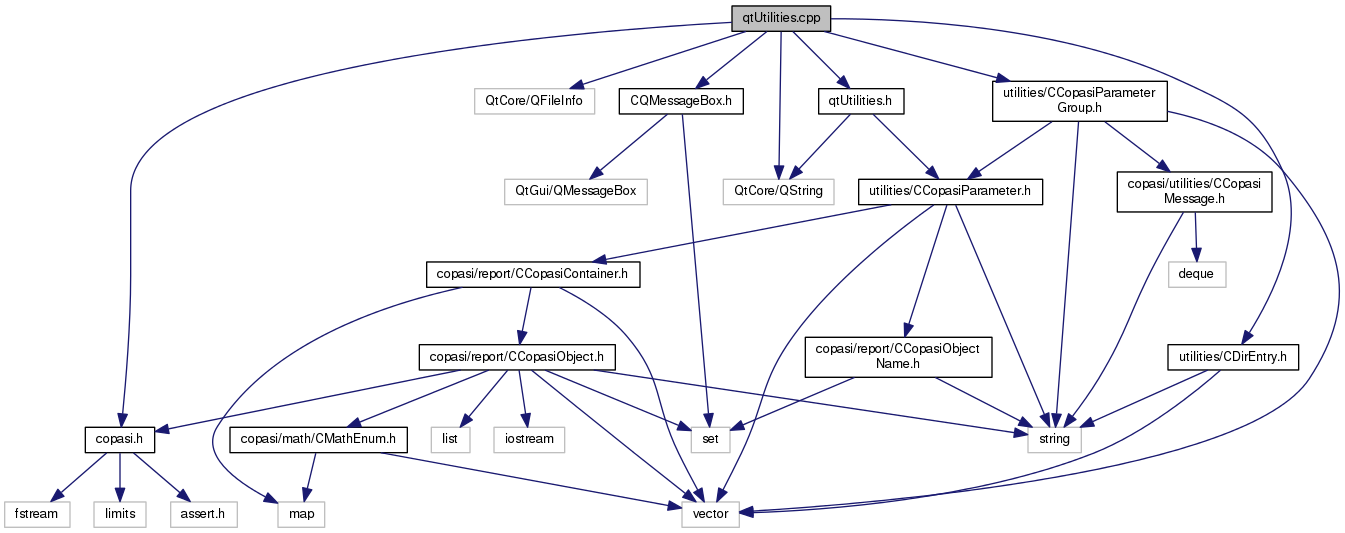 qtUtilities.cpp
QtCore/QFileInfo
CQMessageBox.h
qtUtilities.h
utilities/CCopasiParameter
Group.h
QtGui/QMessageBox
QtCore/QString
utilities/CCopasiParameter.h
copasi/utilities/CCopasi
Message.h
copasi/report/CCopasiContainer.h
deque
copasi/report/CCopasiObject.h
copasi/report/CCopasiObject
Name.h
utilities/CDirEntry.h
copasi.h
copasi/math/CMathEnum.h
list
iostream
set
string
fstream
limits
assert.h
map
vector